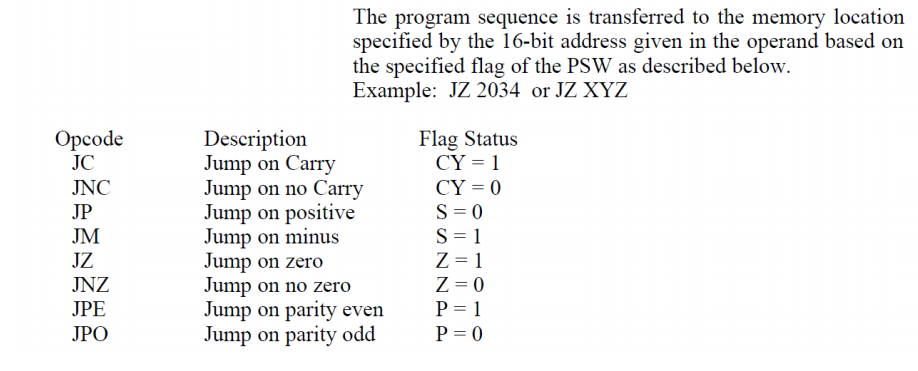 The program sequence is transferred to the memory location
specified by the 16-bit address given in the operand based on
the specified flag of the PSW as described below.
Example: JZ 2034 or JZ XYZ
Opcode Description Flag Status
JC Jump on Carry CY = 1
JNC Jump on no Carry CY = 0
JP Jump on positive S = 0
JM Jump on minus S = 1
JZ Jump on zero Z = 1
JNZ Jump on no zero Z = 0
JPE Jump on parity even P = 1
JPO Jump on parity odd P = 0